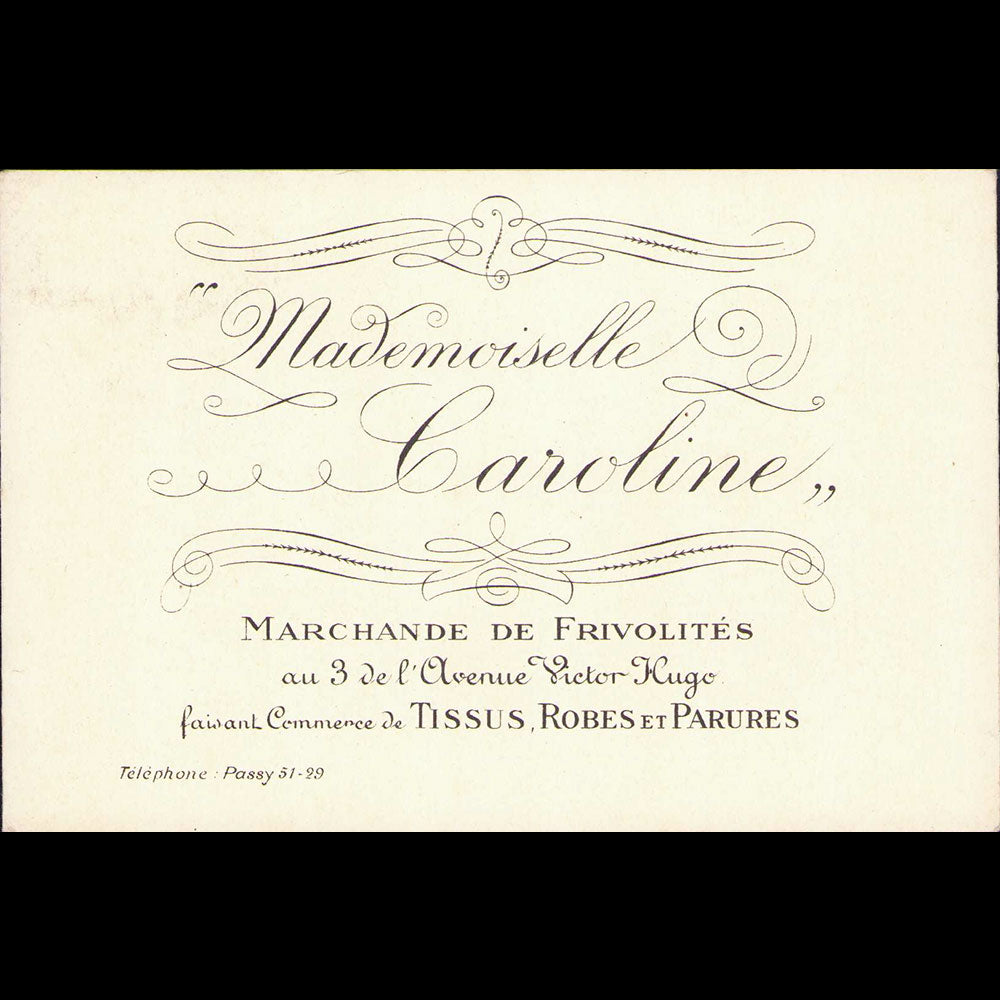 “Mademoiselle
Caroline„
MARCHANDE DE FRIVOLITÉS
au 3 de l'Avenue Victor Hugo
faisant Commerce de TISSUS, ROBES ET PARURES
Téléphone : Passy 51-29